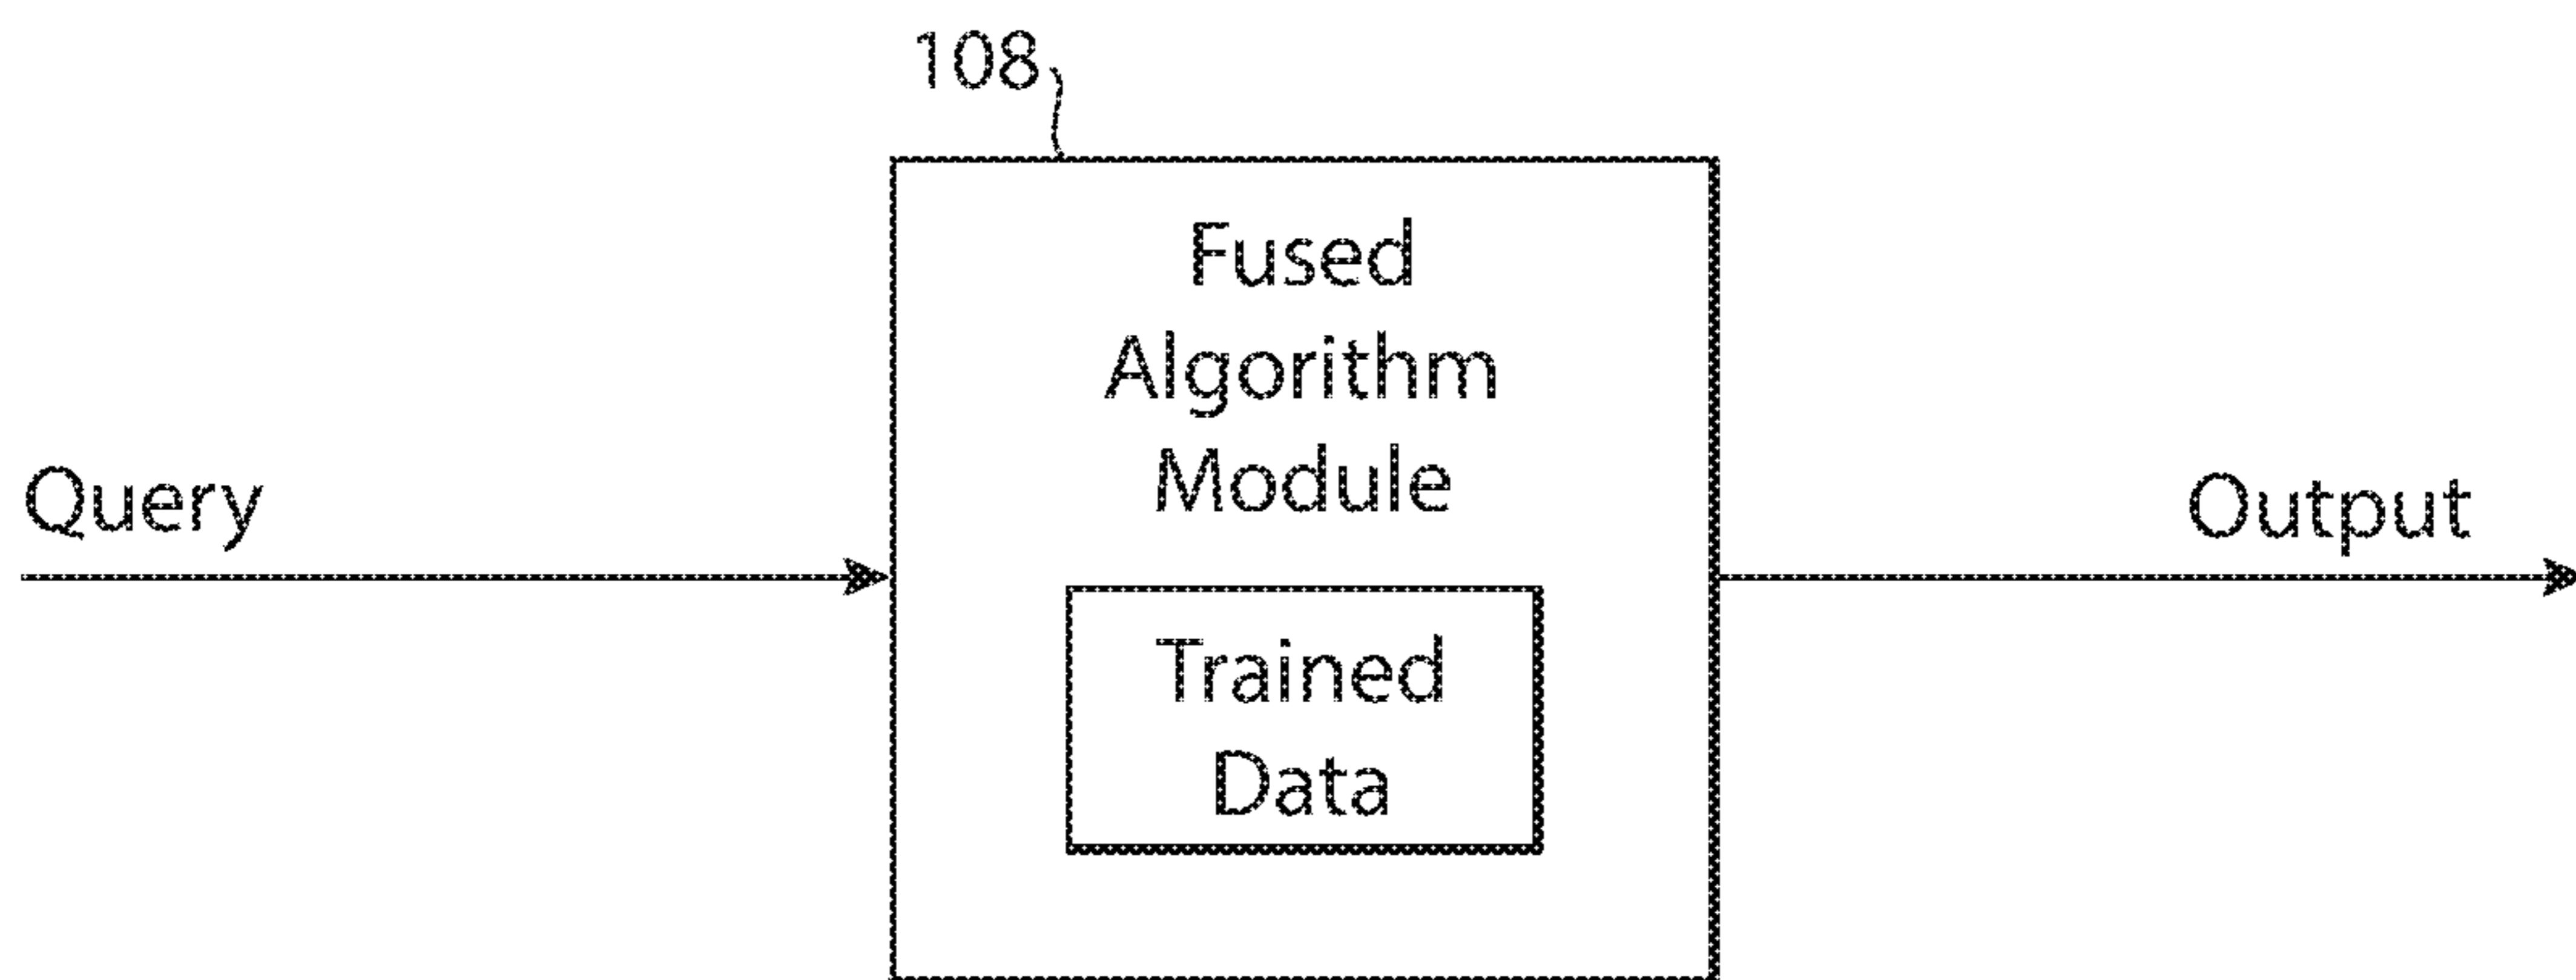 108
Fused
Algorithm
Module
Query
Output
Trained
Data